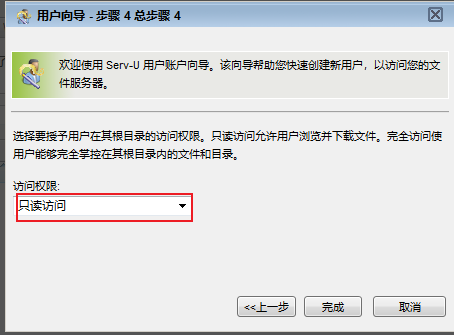 用户向导 - 步骤 4 总步骤 4
欢迎使用 Serv-U 用户账户向导。该向导帮助您快速创建新用户，以访问您的文
件服务器。
选择要授予用户在其根目录的访问权限。只读访问允许用户浏览并下载文件。完全访问使
用户能够完全掌控在其根目录内的文件和目录。
访问权限:
只读访问
<<上一步
完成
取消